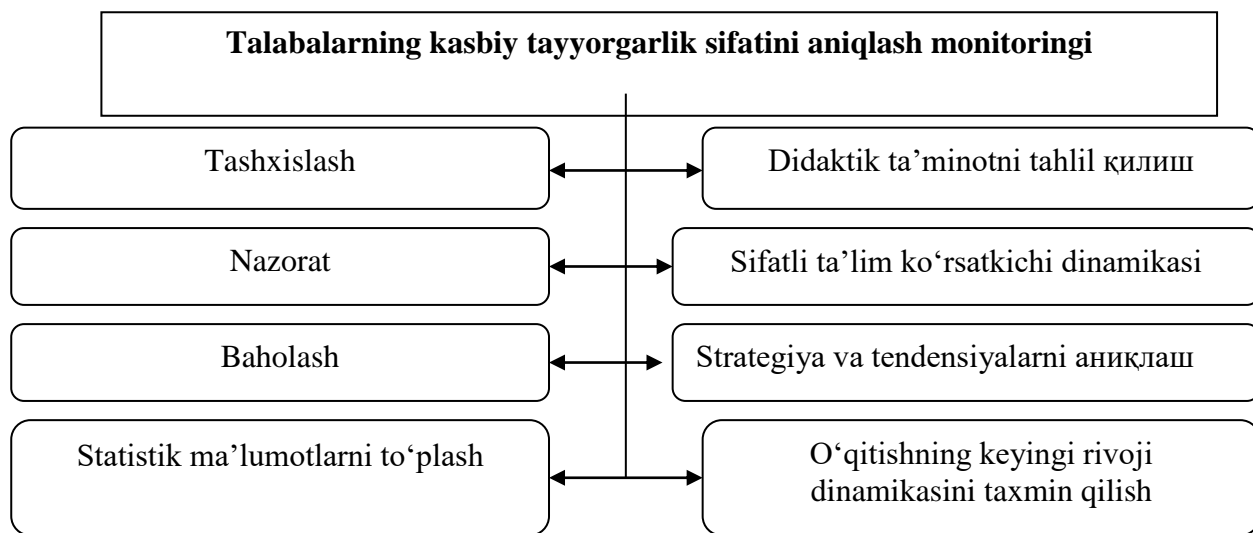 Talabalarning kasbiy tayyorgarlik sifatini aniqlash monitoringi
Tashxislash
Didaktik ta’minotni tahlil қилиш
Nazorat
Sifatli ta’lim ko‘rsatkichi dinamikasi
Baholash
Strategiya va tendensiyalarni аниқлаш
Statistik ma’lumotlarni to‘plash
O‘qitishning keyingi rivoji
dinamikasini taxmin qilish